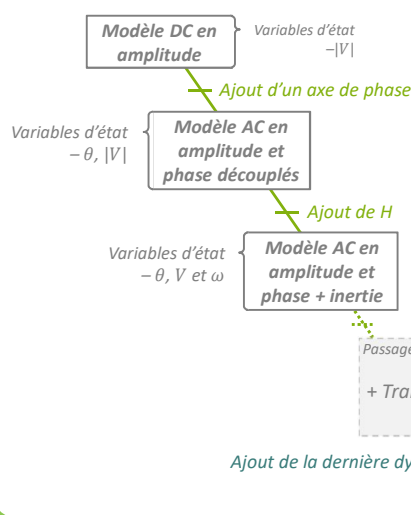 Modèle DC en
amplitude
Variables d'état
−|V|
Ajout d'un axe de phase
Variables d'état
− θ, |V|
Modèle AC en
amplitude et
phase découplés
Ajout de H
Variables d'état
− θ, V et ω
Modèle AC en
amplitude et
phase + inertie
Passage
+
Ajout de la dernière